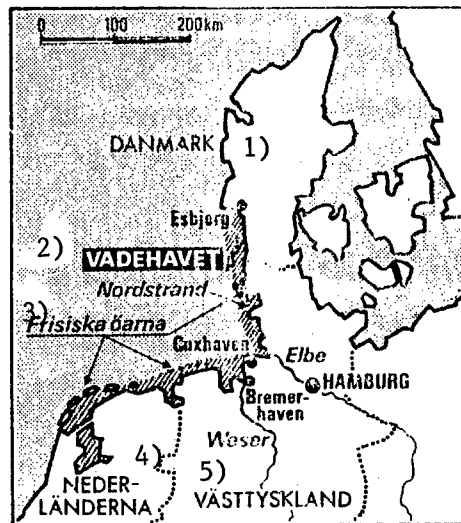 0 100 200km
DANMARK 1)
Esbjerg
2)
VADEHAVET
Nordstrand
3)
Frisiska öarna
Cuxhaven
Elbe
HAMBURG
Bremer-
haven
Weser
4)
5)
NEDER-
LÄNDERNA
VÄSTTYSKLAND